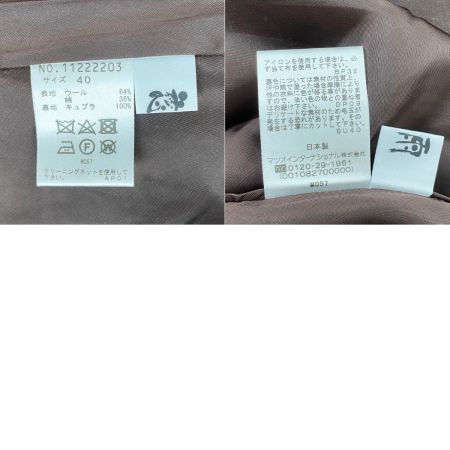 NO.11222203
サイズ 40
表地 ウール 64%
綿 36%
裏地 キュプラ 100%
M057
クリーニングネットを使用して下さい。
AP01
アイロンを使用する場合は、必
ず当て布を使用して下さい。
BP02
濃色については素材の性質上、
汗や雨で湿った場合摩擦により
他の衣料に色が移る事があります
ので、淡い色の物との重ね着
はお避け下さい。 DP09
デリケートな素材のため毛玉が
発生する恐れがあります。その
場合は丁寧にカットして下さい。
SU40
日本製
マツオインターナショナル株式会社
0120-29-1951
(001082700000)
M057